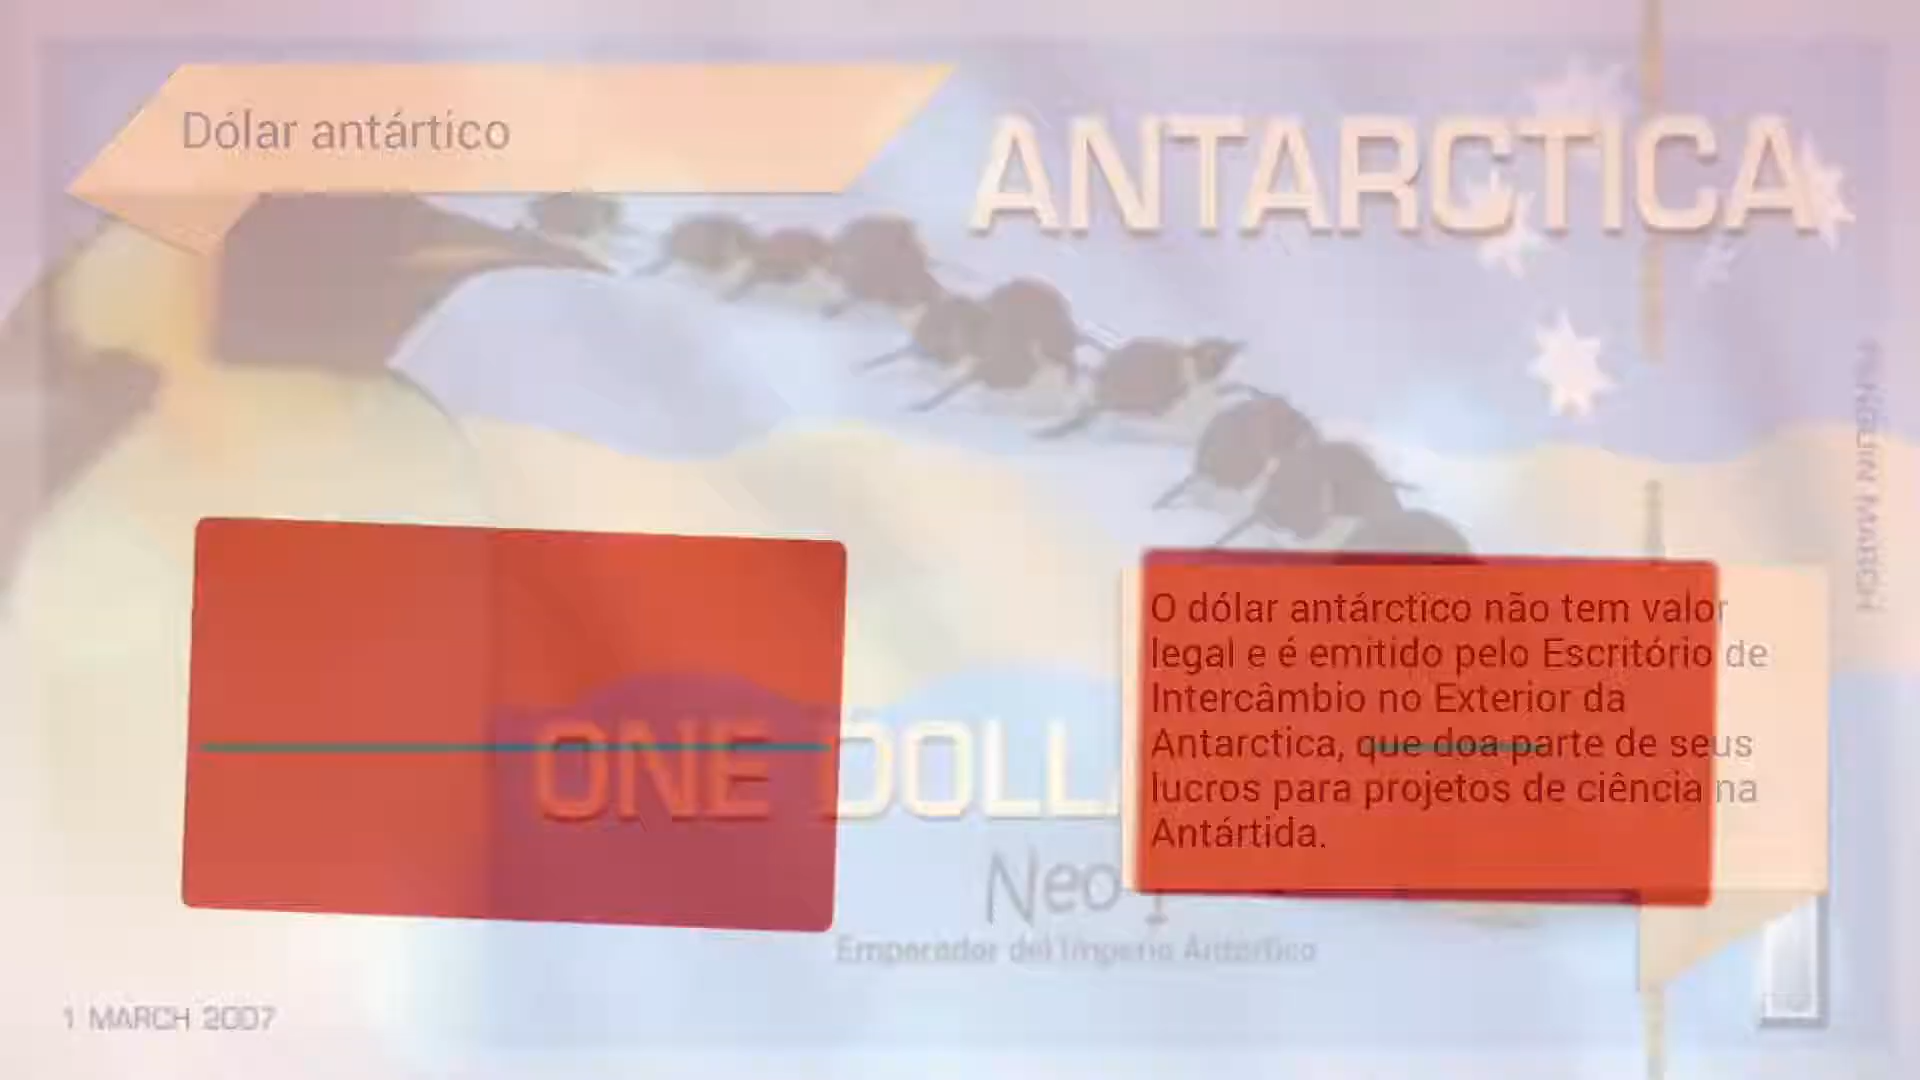 Dólar antártico
ANTARCTICA
PENGUIN MARCH
O dólar antárctico não tem valor
legal e é emitido pelo Escritório de
Intercâmbio no Exterior da
Antarctica, que doa parte de seus
lucros para projetos de ciência na
Antártida.
ONE DOLLA
Neo I
Emperador del Imperio Antártico
1 MARCH 2007